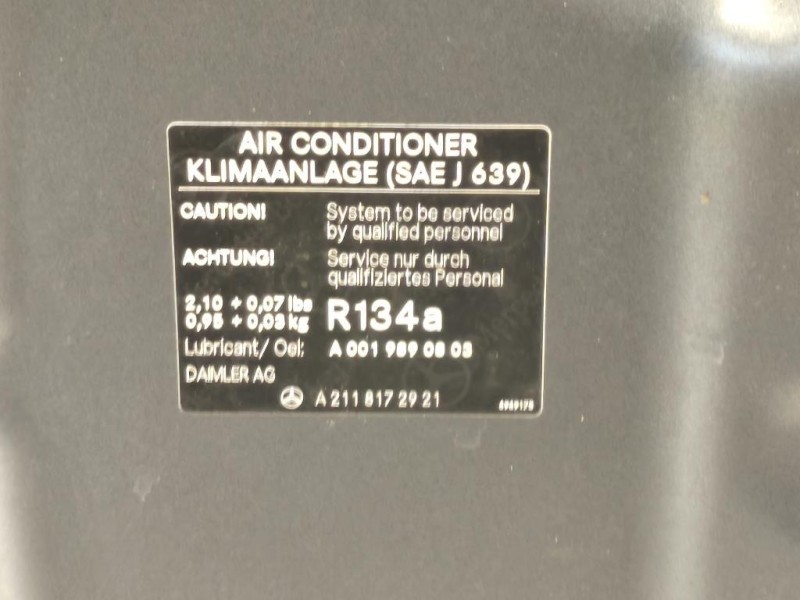 AIR CONDITIONER
KLIMAANLAGE (SAE J 639)
CAUTION! System to be serviced
by qualified personnel
ACHTUNG! Service nur durch
qualifiziertes Personal
2,10 + 0,07 lbs
0,95 + 0,03 kg
R134a
Lubricant/ Oel: A 001 989 08 03
DAIMLER AG
A 211 817 29 21